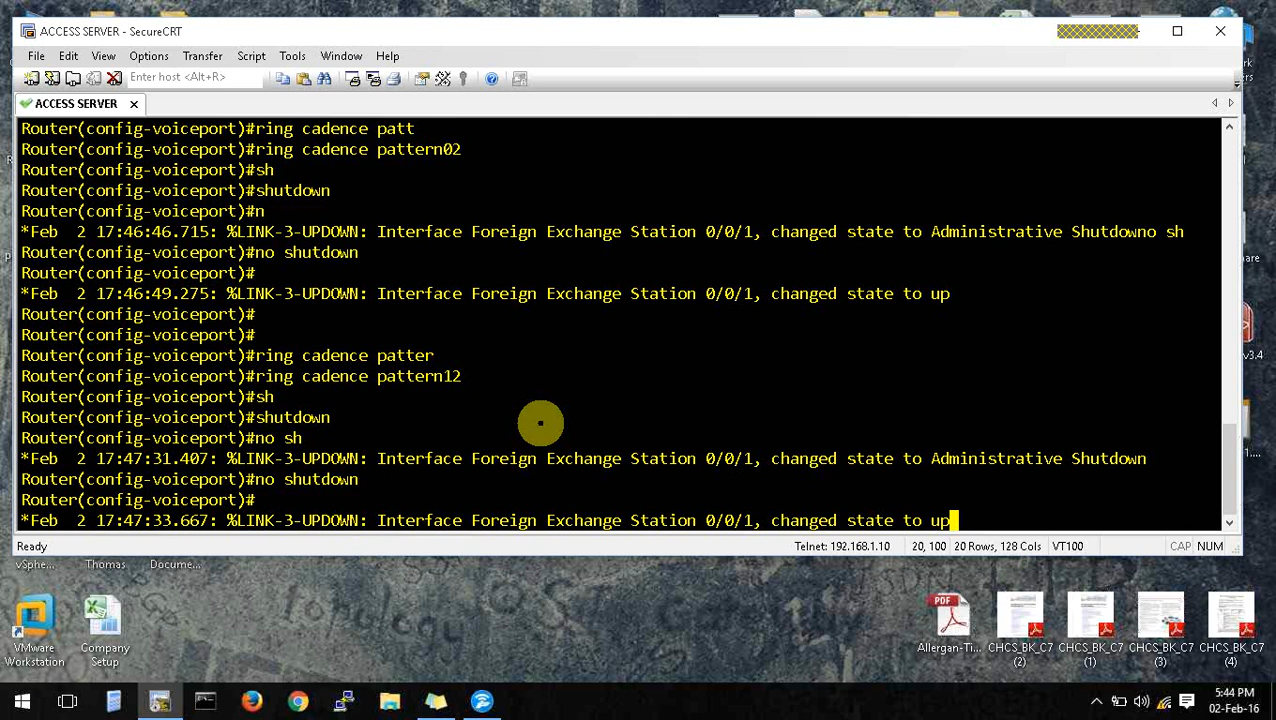 ACCESS SERVER - SecureCRT
File Edit View Options Transfer Script Tools Window Help
Enter host <Alt+R>
ACCESS SERVER
Router(config-voiceport)#ring cadence patt
Router(config-voiceport)#ring cadence pattern02
Router(config-voiceport)#sh
Router(config-voiceport)#shutdown
Router(config-voiceport)#n
*Feb  2 17:46:46.715: %LINK-3-UPDOWN: Interface Foreign Exchange Station 0/0/1, changed state to Administrative Shutdowno sh
Router(config-voiceport)#no shutdown
Router(config-voiceport)#
*Feb  2 17:46:49.275: %LINK-3-UPDOWN: Interface Foreign Exchange Station 0/0/1, changed state to up
Router(config-voiceport)#
Router(config-voiceport)#
Router(config-voiceport)#ring cadence patter
Router(config-voiceport)#ring cadence pattern12
Router(config-voiceport)#sh
Router(config-voiceport)#shutdown
Router(config-voiceport)#no sh
*Feb  2 17:47:31.407: %LINK-3-UPDOWN: Interface Foreign Exchange Station 0/0/1, changed state to Administrative Shutdown
Router(config-voiceport)#no shutdown
Router(config-voiceport)#
*Feb  2 17:47:33.667: %LINK-3-UPDOWN: Interface Foreign Exchange Station 0/0/1, changed state to up
Ready Telnet: 192.168.1.10 20, 100 20 Rows, 128 Cols VT100 CAP NUM
vSphe... Thomas Docume...
v3.4
PDF
VMware Workstation
Company Setup
Allergan-Ti...
CHCS_BK_C7 (2)
CHCS_BK_C7 (1)
CHCS_BK_C7 (3)
CHCS_BK_C7 (4)
5:44 PM
02-Feb-16